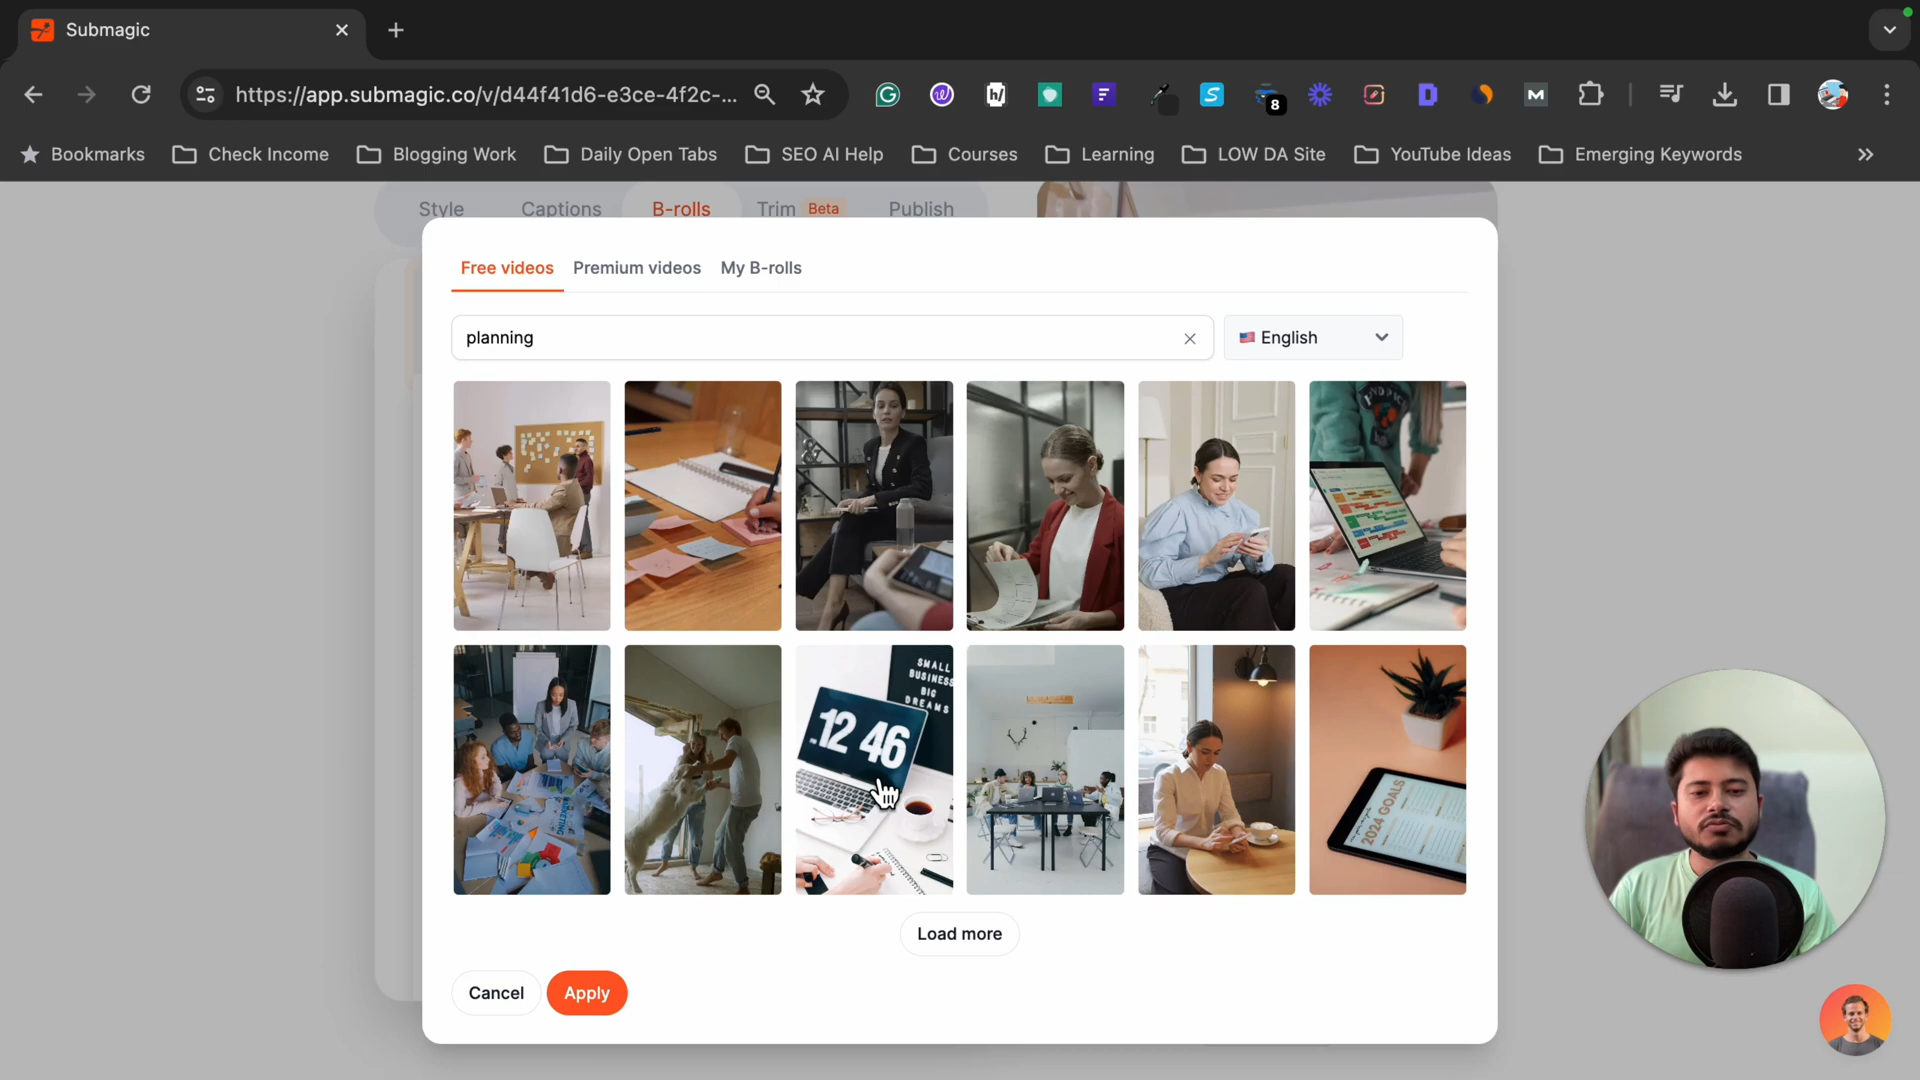 Submagic
https://app.submagic.co/v/d44f41d6-e3ce-4f2c-...
8
Bookmarks
Check Income
Blogging Work
Daily Open Tabs
SEO AI Help
Courses
Learning
LOW DA Site
YouTube Ideas
Emerging Keywords
Style
Captions
B-rolls
Trim
Beta
Publish
Free videos
Premium videos
My B-rolls
planning
English
SMALL
BUSINESS
BIG
DREAMS
12 46
MARKETING
2024 GOALS
Load more
Cancel
Apply